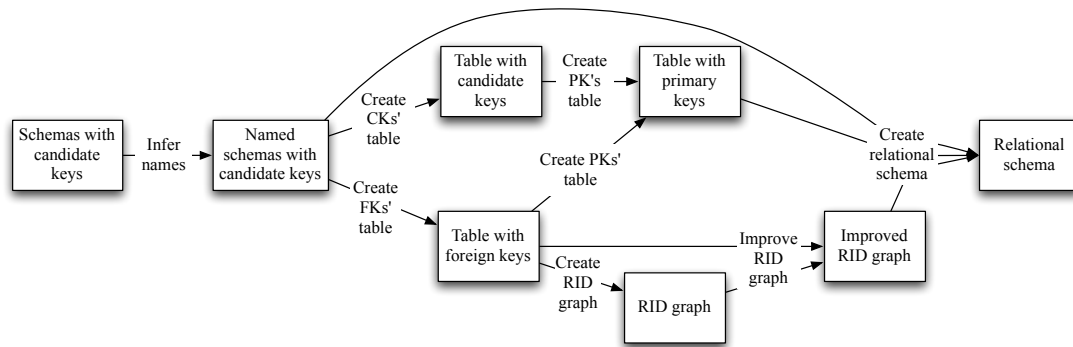 Schemas with
candidate
keys
Infer
names
Named
schemas with
candidate keys
Create
CKs'
table
Table with
candidate
keys
Create
PK's
table
Table with
primary
keys
Create
FKs'
table
Table with
foreign keys
Create PKs'
table
Create
RID
graph
RID graph
Improve
RID
graph
Improved
RID graph
Create
relational
schema
Relational
schema